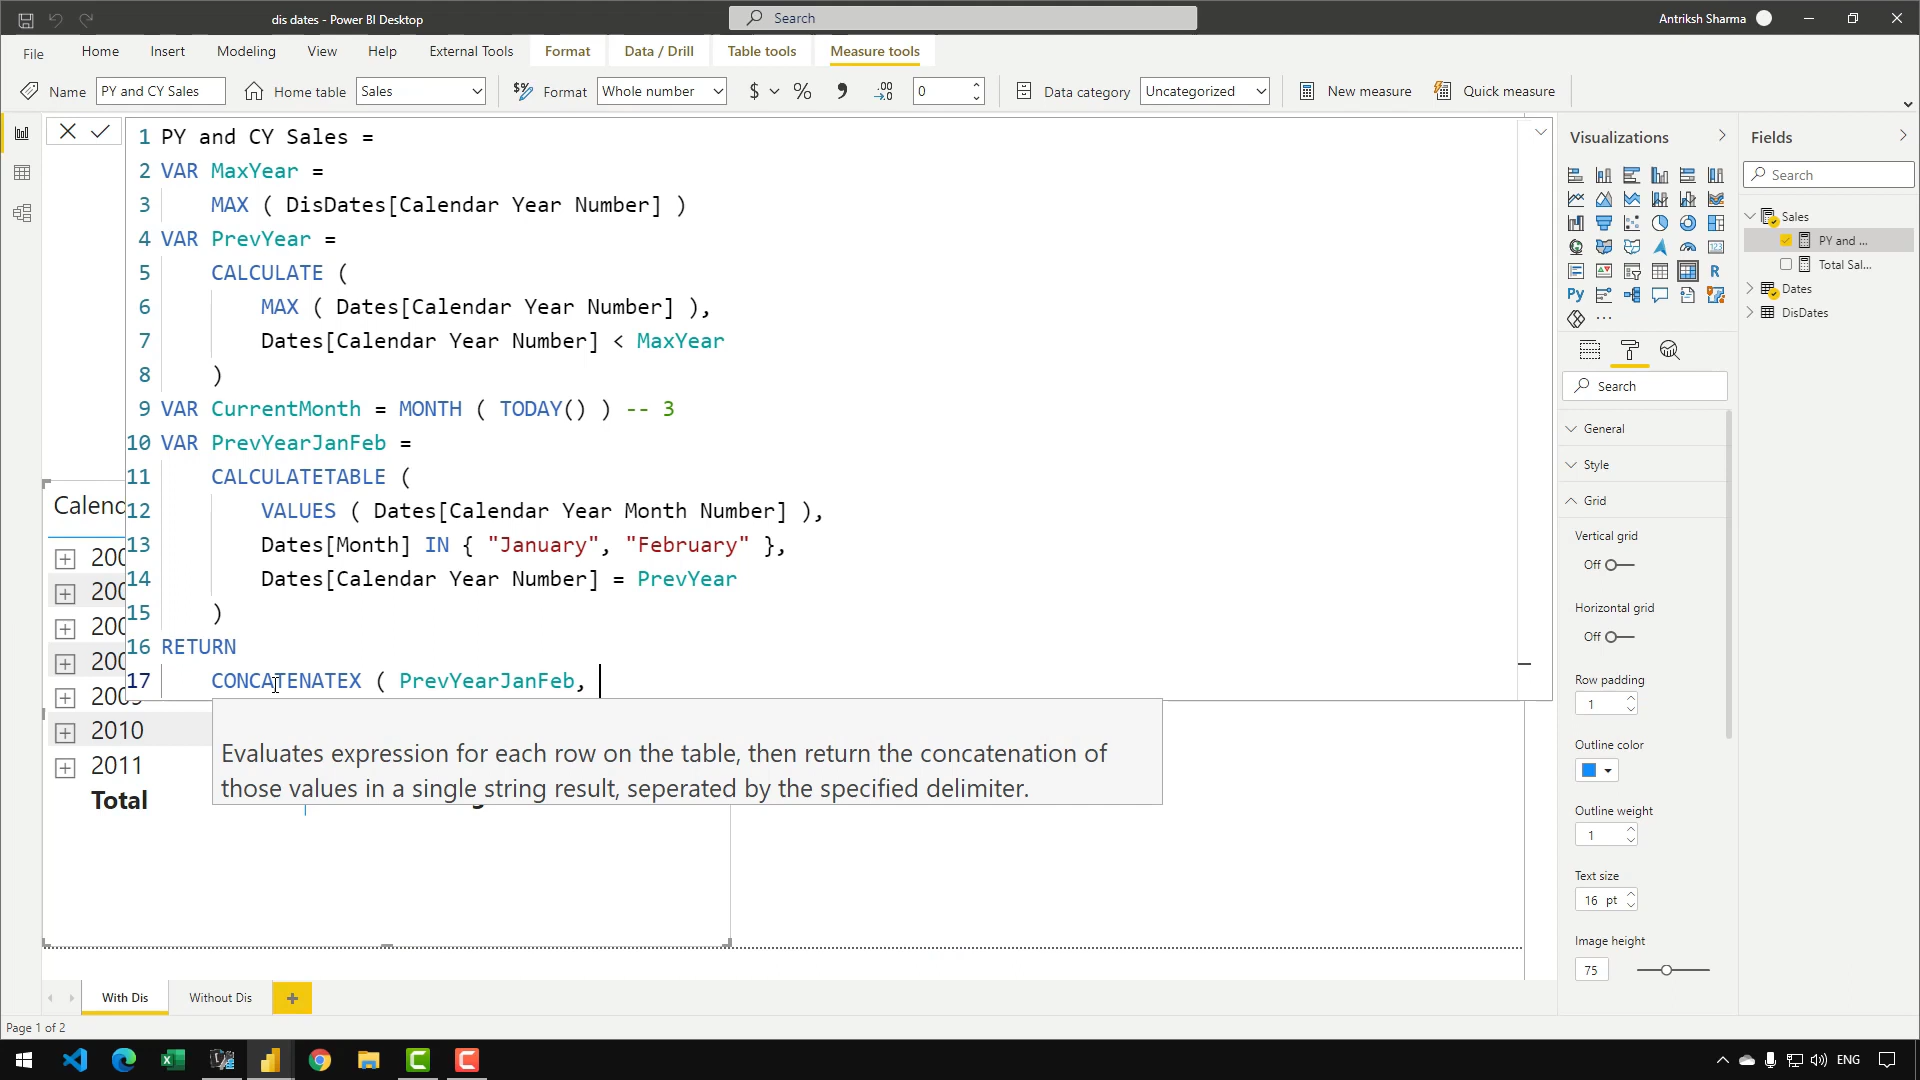 dis dates - Power BI Desktop
Search
Antriksh Sharma
File
Home
Insert
Modeling
View
Help
External Tools
Format
Data / Drill
Table tools
Measure tools
Name
PY and CY Sales
Home table
Sales
Format
Whole number
$
%
0
Data category
Uncategorized
New measure
Quick measure
1 PY and CY Sales =
2 VAR MaxYear =
3 MAX ( DisDates[Calendar Year Number] )
4 VAR PrevYear =
5 CALCULATE (
6 MAX ( Dates[Calendar Year Number] ),
7 Dates[Calendar Year Number] < MaxYear
8 )
9 VAR CurrentMonth = MONTH ( TODAY() ) -- 3
10 VAR PrevYearJanFeb =
11 CALCULATETABLE (
12 VALUES ( Dates[Calendar Year Month Number] ),
13 Dates[Month] IN { "January", "February" },
14 Dates[Calendar Year Number] = PrevYear
15 )
16 RETURN
17 CONCATENATEX ( PrevYearJanFeb,
Evaluates expression for each row on the table, then return the concatenation of
those values in a single string result, seperated by the specified delimiter.
2010
2011
Total
Visualizations
R
Py
123
Search
General
Style
Grid
Vertical grid
Off
Horizontal grid
Off
Row padding
1
Outline color
Outline weight
1
Text size
16 pt
Image height
75
Fields
Search
Sales
PY and ...
Total Sal...
Dates
DisDates
With Dis
Without Dis
+
Page 1 of 2
ENG